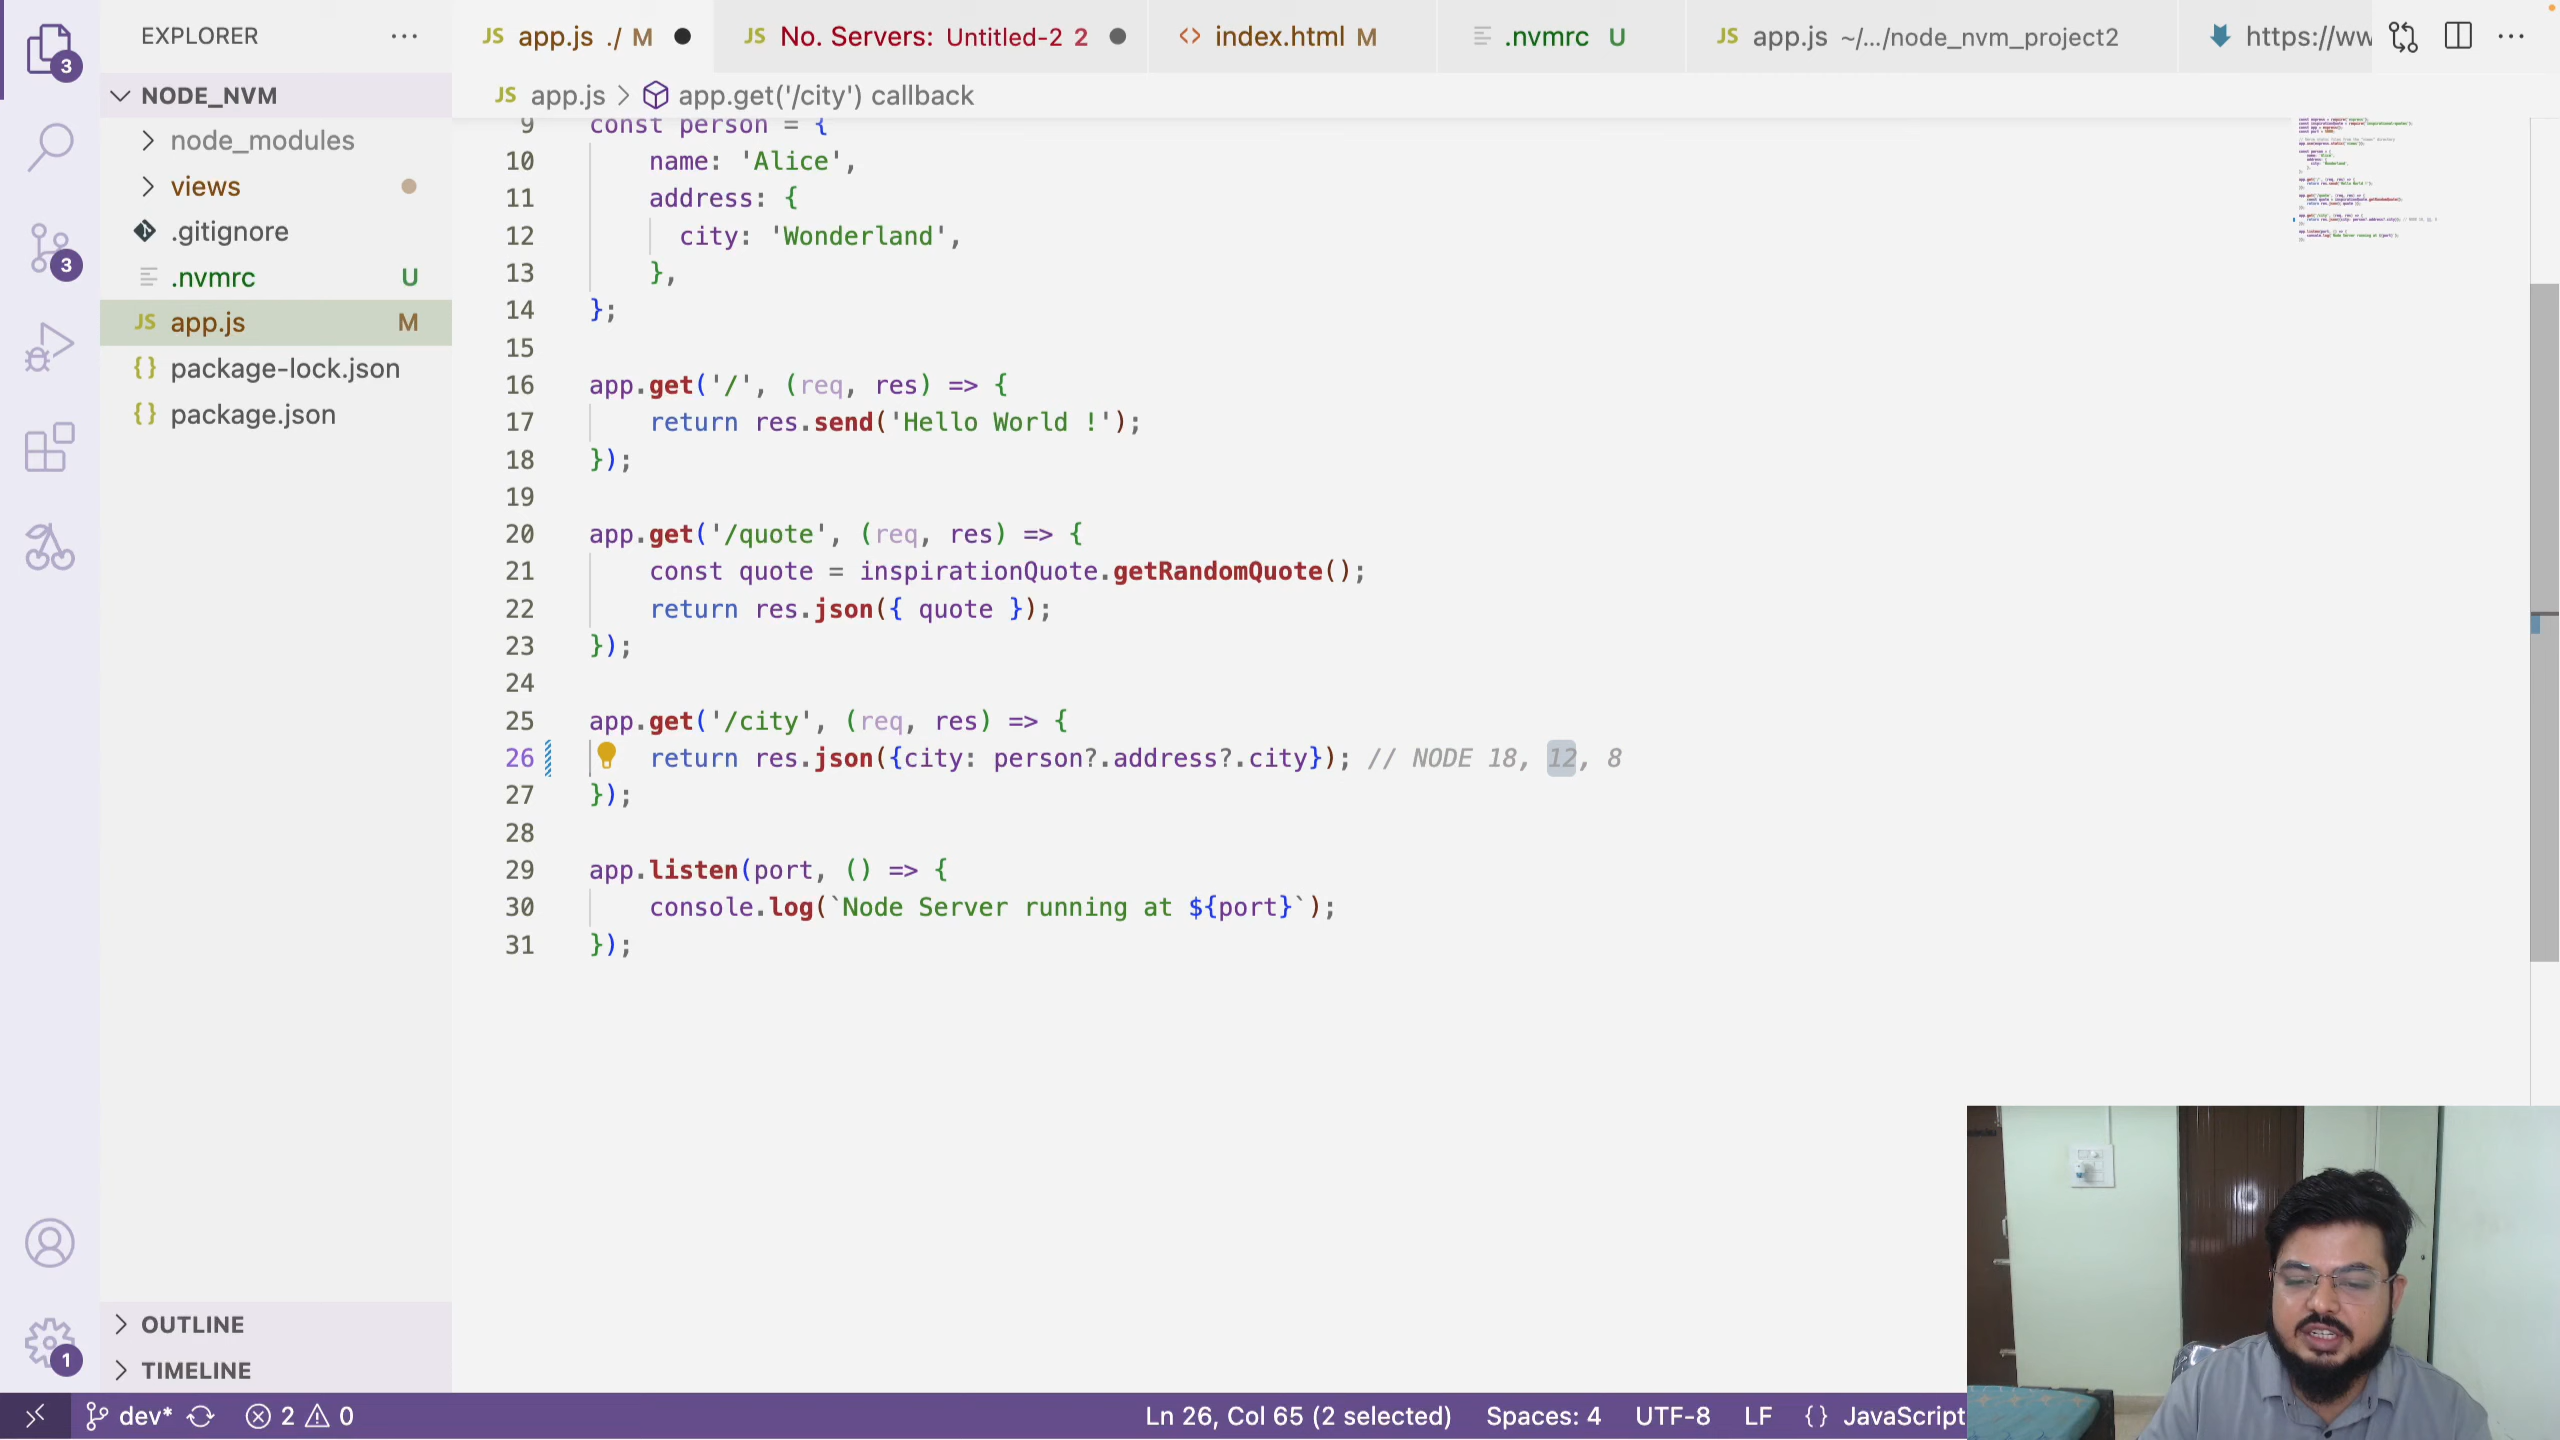 EXPLORER
JS app.js ./ M
JS No. Servers: Untitled-2 2
<> index.html M
.nvmrc U
JS app.js ~/.../node_nvm_project2
https://ww
3
NODE_NVM
JS app.js > app.get('/city') callback
node_modules
views
.gitignore
.nvmrc U
JS app.js M
{} package-lock.json
{} package.json
3
9 const person = {
10 name: 'Alice',
11 address: {
12 city: 'Wonderland',
13 },
14 };
15
16 app.get('/', (req, res) => {
17 return res.send('Hello World !');
18 });
19
20 app.get('/quote', (req, res) => {
21 const quote = inspirationQuote.getRandomQuote();
22 return res.json({ quote });
23 });
24
25 app.get('/city', (req, res) => {
26 return res.json({city: person?.address?.city}); // NODE 18, 12, 8
27 });
28
29 app.listen(port, () => {
30 console.log(`Node Server running at ${port}`);
31 });
OUTLINE
TIMELINE
1
dev* 2 0
Ln 26, Col 65 (2 selected) Spaces: 4 UTF-8 LF {} JavaScript